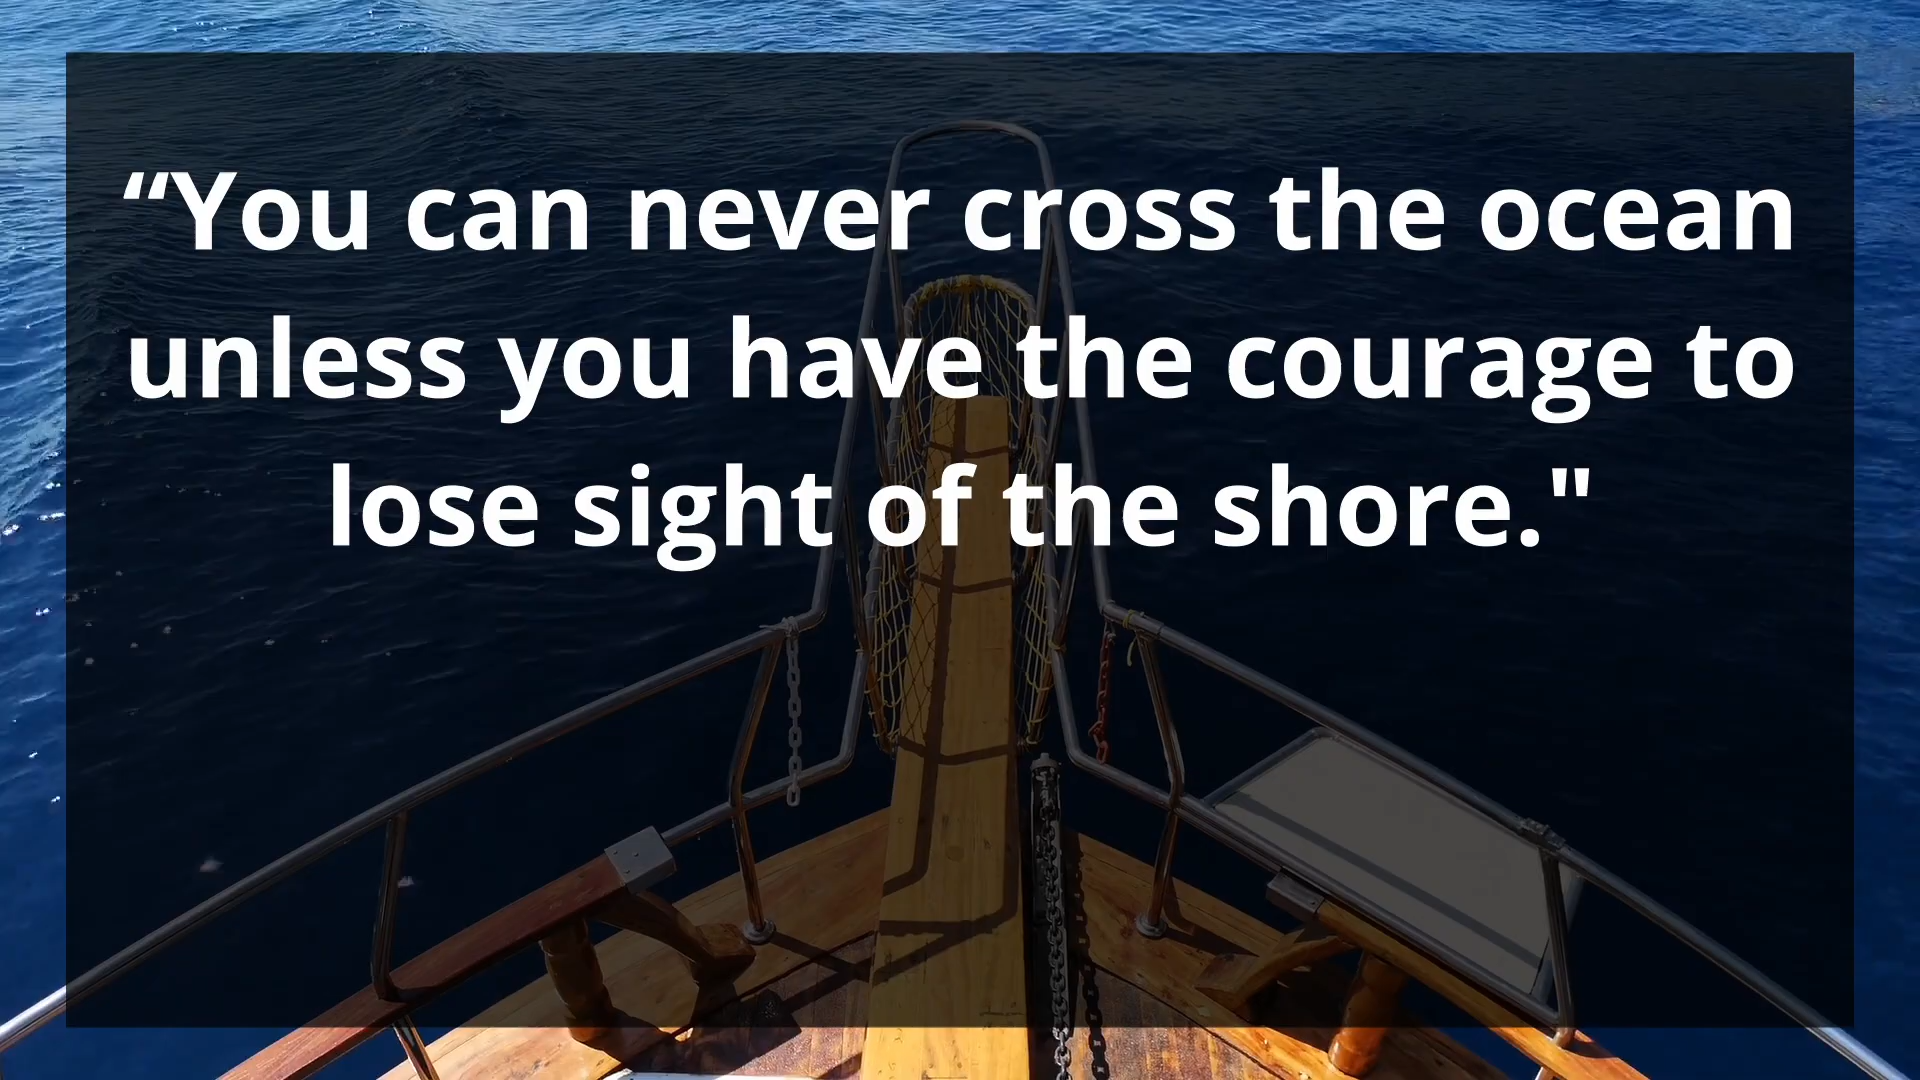 “You can never cross the ocean
unless you have the courage to
lose sight of the shore."